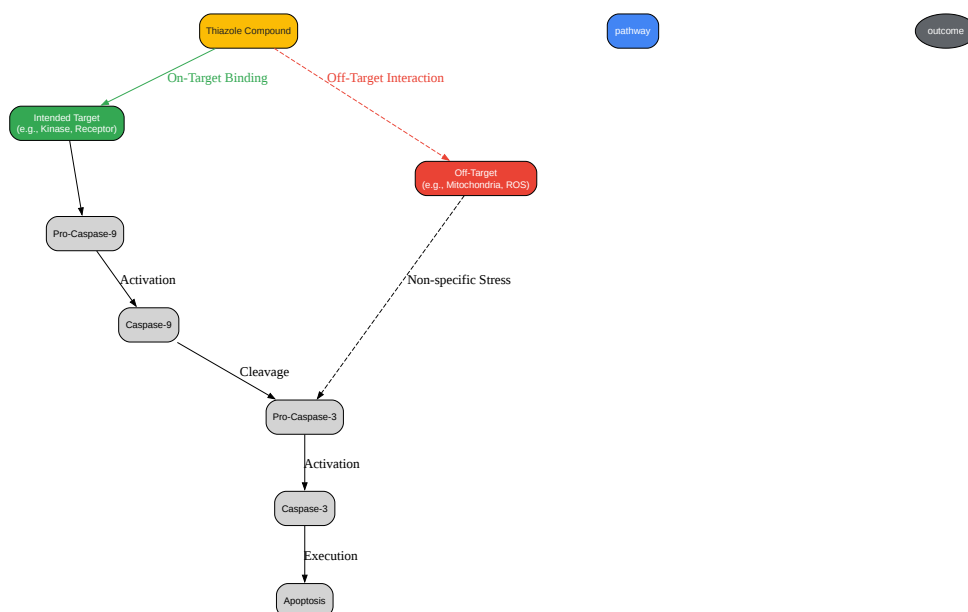 Thiazole Compound
pathway
outcome
On-Target Binding
Off-Target Interaction
Intended Target
(e.g., Kinase, Receptor)
Off-Target
(e.g., Mitochondria, ROS)
Pro-Caspase-9
Activation
Non-specific Stress
Caspase-9
Cleavage
Pro-Caspase-3
Activation
Caspase-3
Execution
Apoptosis